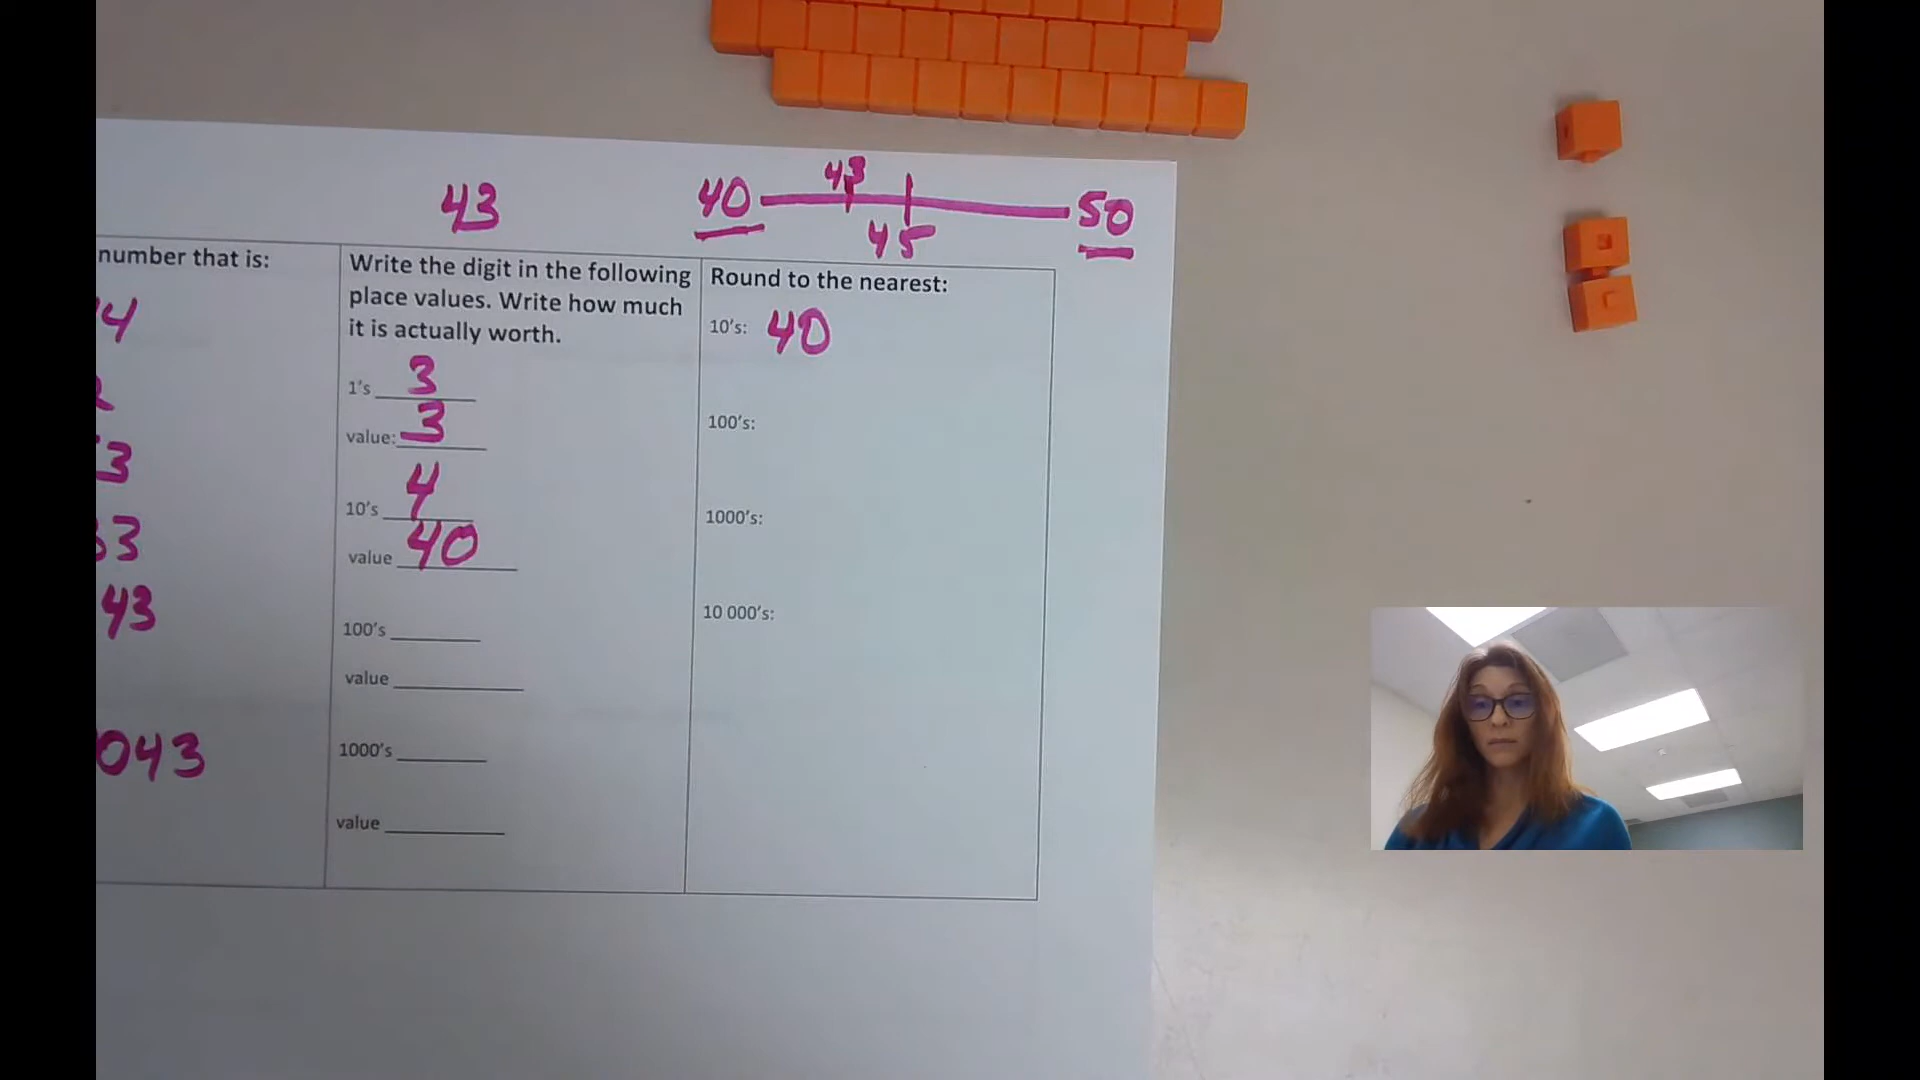 43
40 43 50
45
number that is:
4
3
3
43
043
Write the digit in the following
place values. Write how much
it is actually worth.
1's 3
value: 3
10's 4
value 40
100's
value
1000's
value
Round to the nearest:
10's: 40
100's:
1000's:
10 000's: